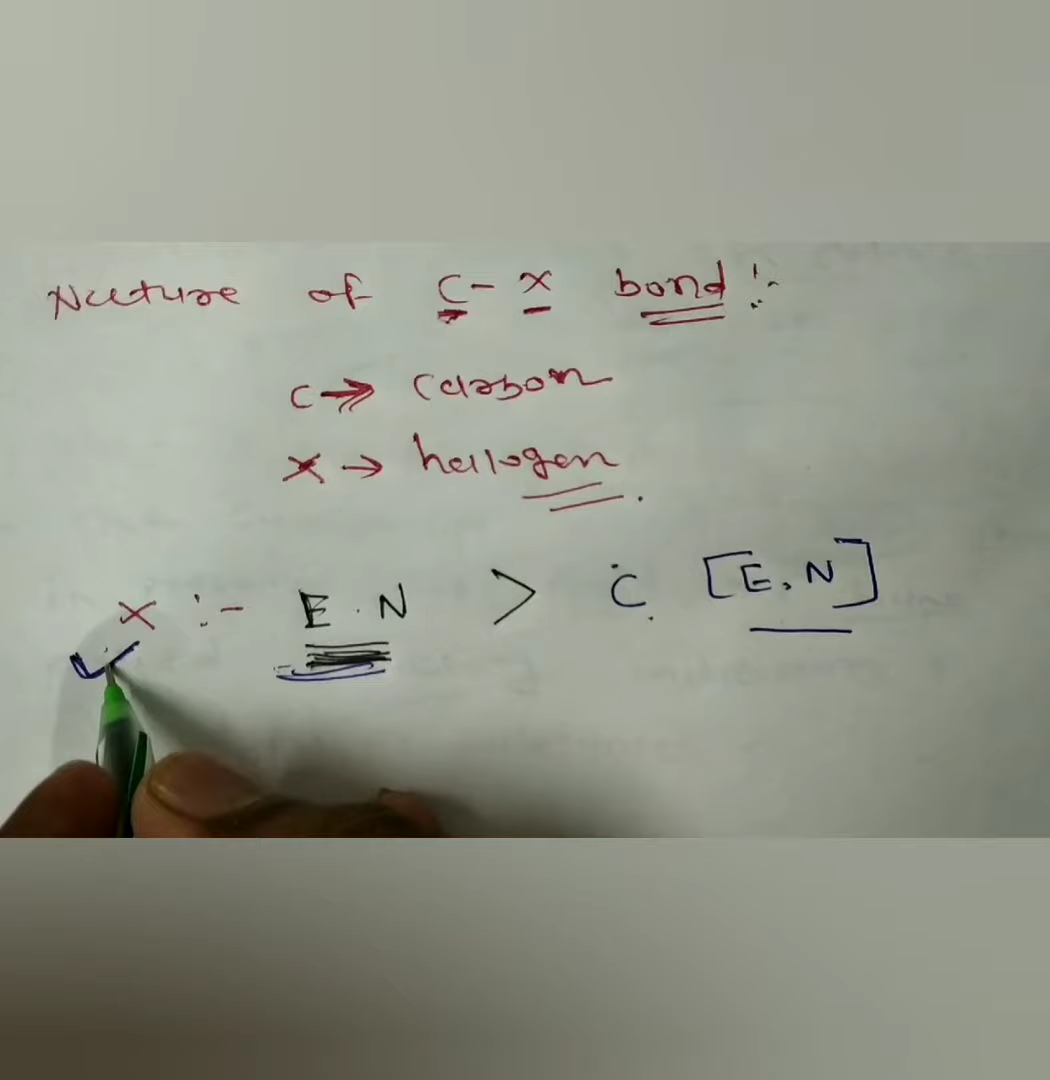 Nature of C- X bond :-
C → Carbon
X → hallogen.
X :- E.N > C. [E.N]